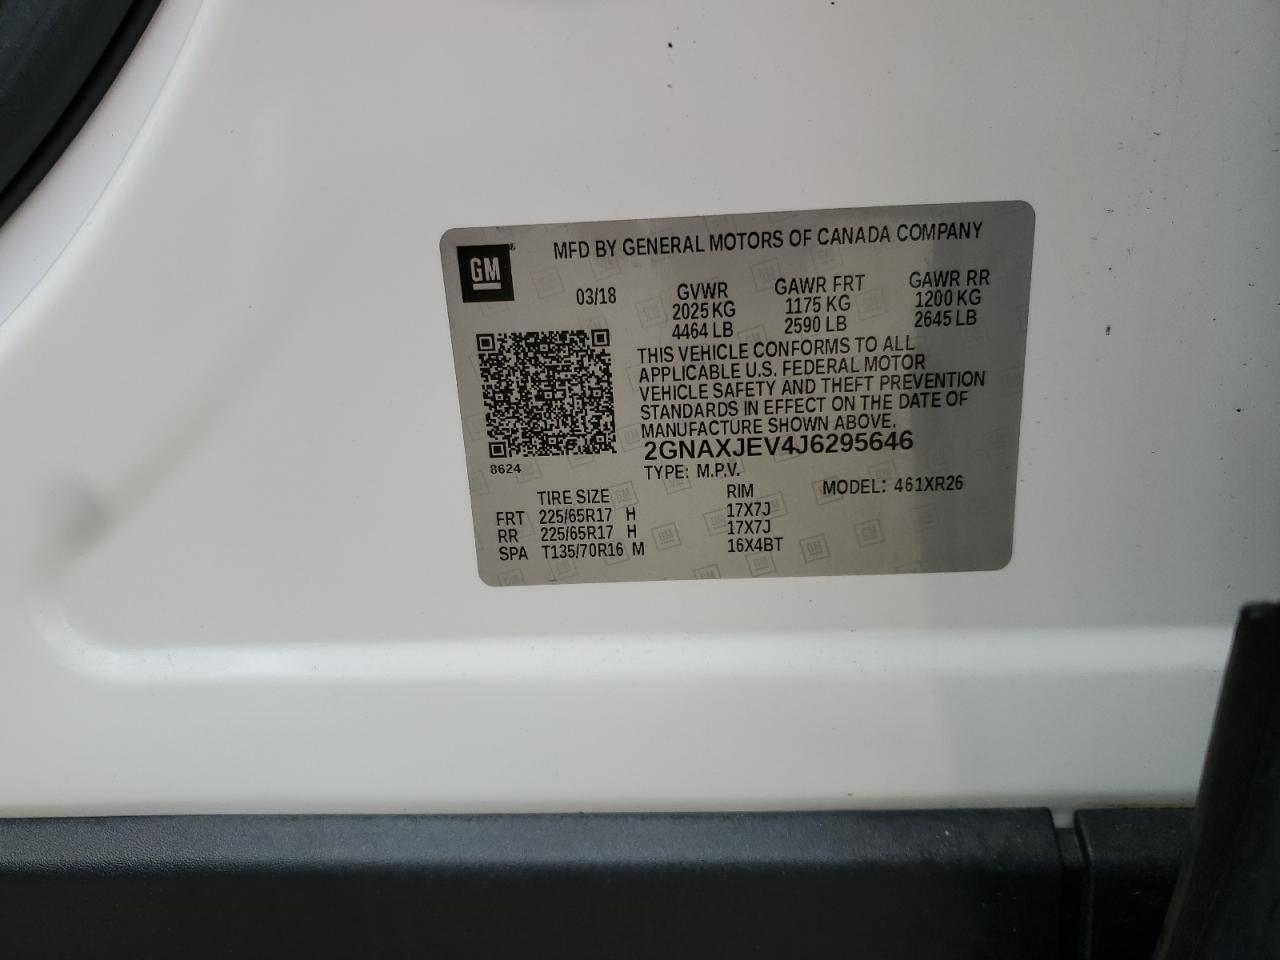 GM®
MFD BY GENERAL MOTORS OF CANADA COMPANY
03/18
GVWR GAWR FRT GAWR RR
2025 KG 1175 KG 1200 KG
4464 LB 2590 LB 2645 LB
THIS VEHICLE CONFORMS TO ALL
APPLICABLE U.S. FEDERAL MOTOR
VEHICLE SAFETY AND THEFT PREVENTION
STANDARDS IN EFFECT ON THE DATE OF
MANUFACTURE SHOWN ABOVE.
2GNAXJEV4J6295646
8624
TYPE: M.P.V.
MODEL: 461XR26
TIRE SIZE RIM
FRT 225/65R17 H 17X7J
RR 225/65R17 H 17X7J
SPA T135/70R16 M 16X4BT